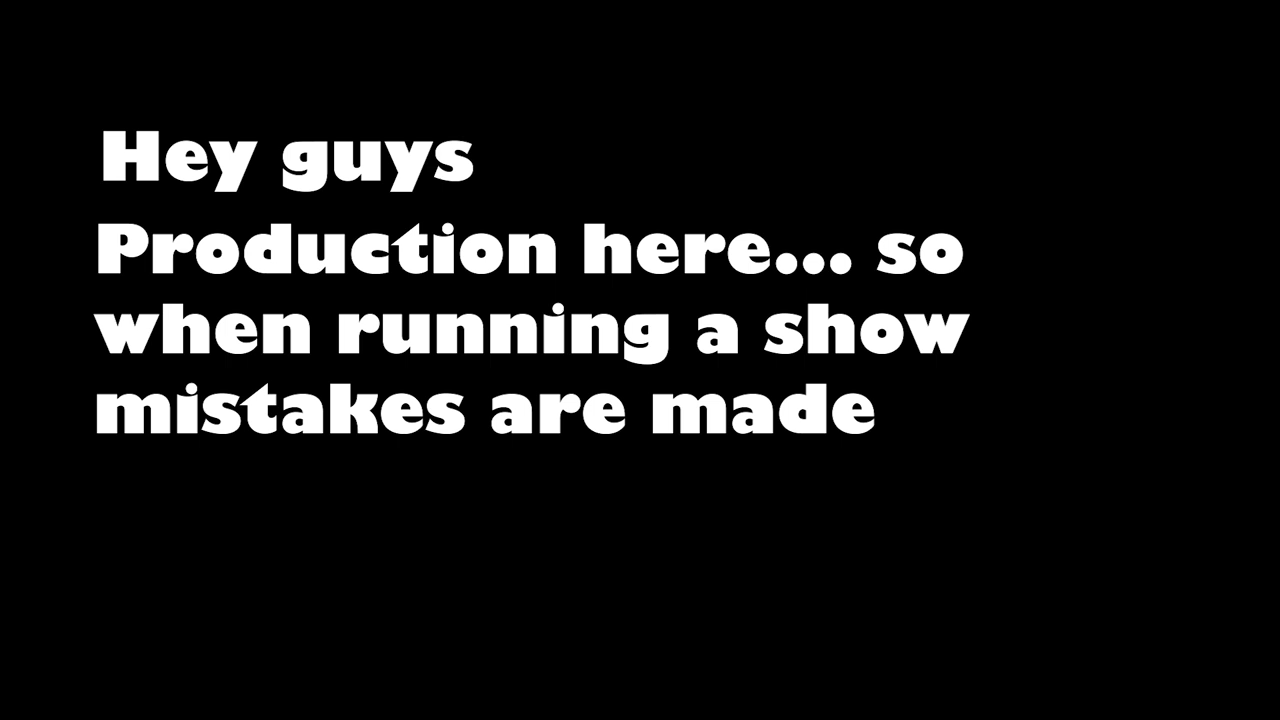 Hey guys
Production here... so
when running a show
mistakes are made